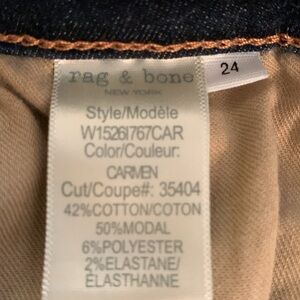 rag & bone
NEW YORK
24
Style/Modèle
W1526I767CAR
Color/Couleur:
CARMEN
Cut/Coupe#: 35404
42%COTTON/COTON
50%MODAL
6%POLYESTER
2%ELASTANE/
ÉLASTHANNE